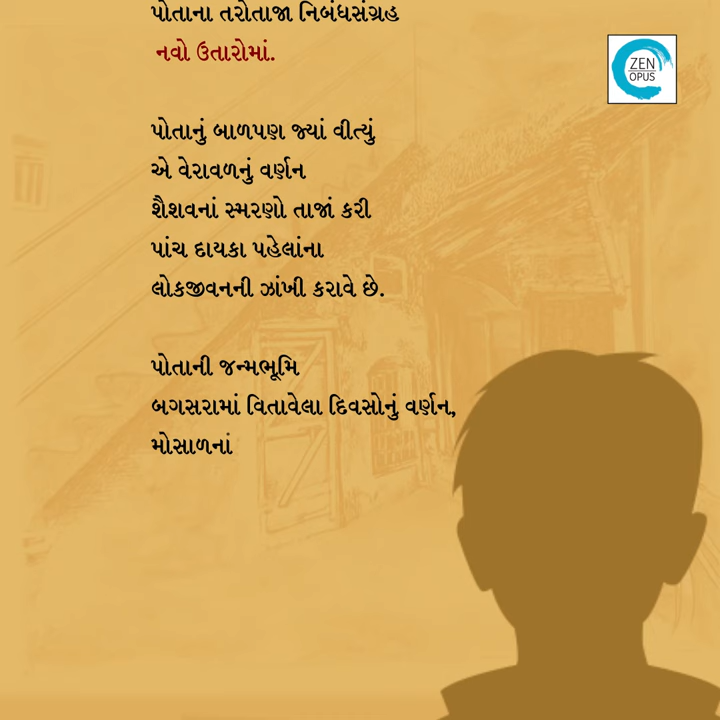 પોતાના તરોતાજા નિબંધસંગ્રહ
નવો ઉતારોમાં.
ZEN
OPUS
પોતાનું બાળપણ જ્યાં વીત્યું
એ વેરાવળનું વર્ણન
શૈશવનાં સ્મરણો તાજાં કરી
પાંચ દાયકા પહેલાંના
લોકજીવનની ઝાંખી કરાવે છે.
પોતાની જન્મભૂમિ
બગસરામાં વિતાવેલા દિવસોનું વર્ણન,
મોસાળનાં